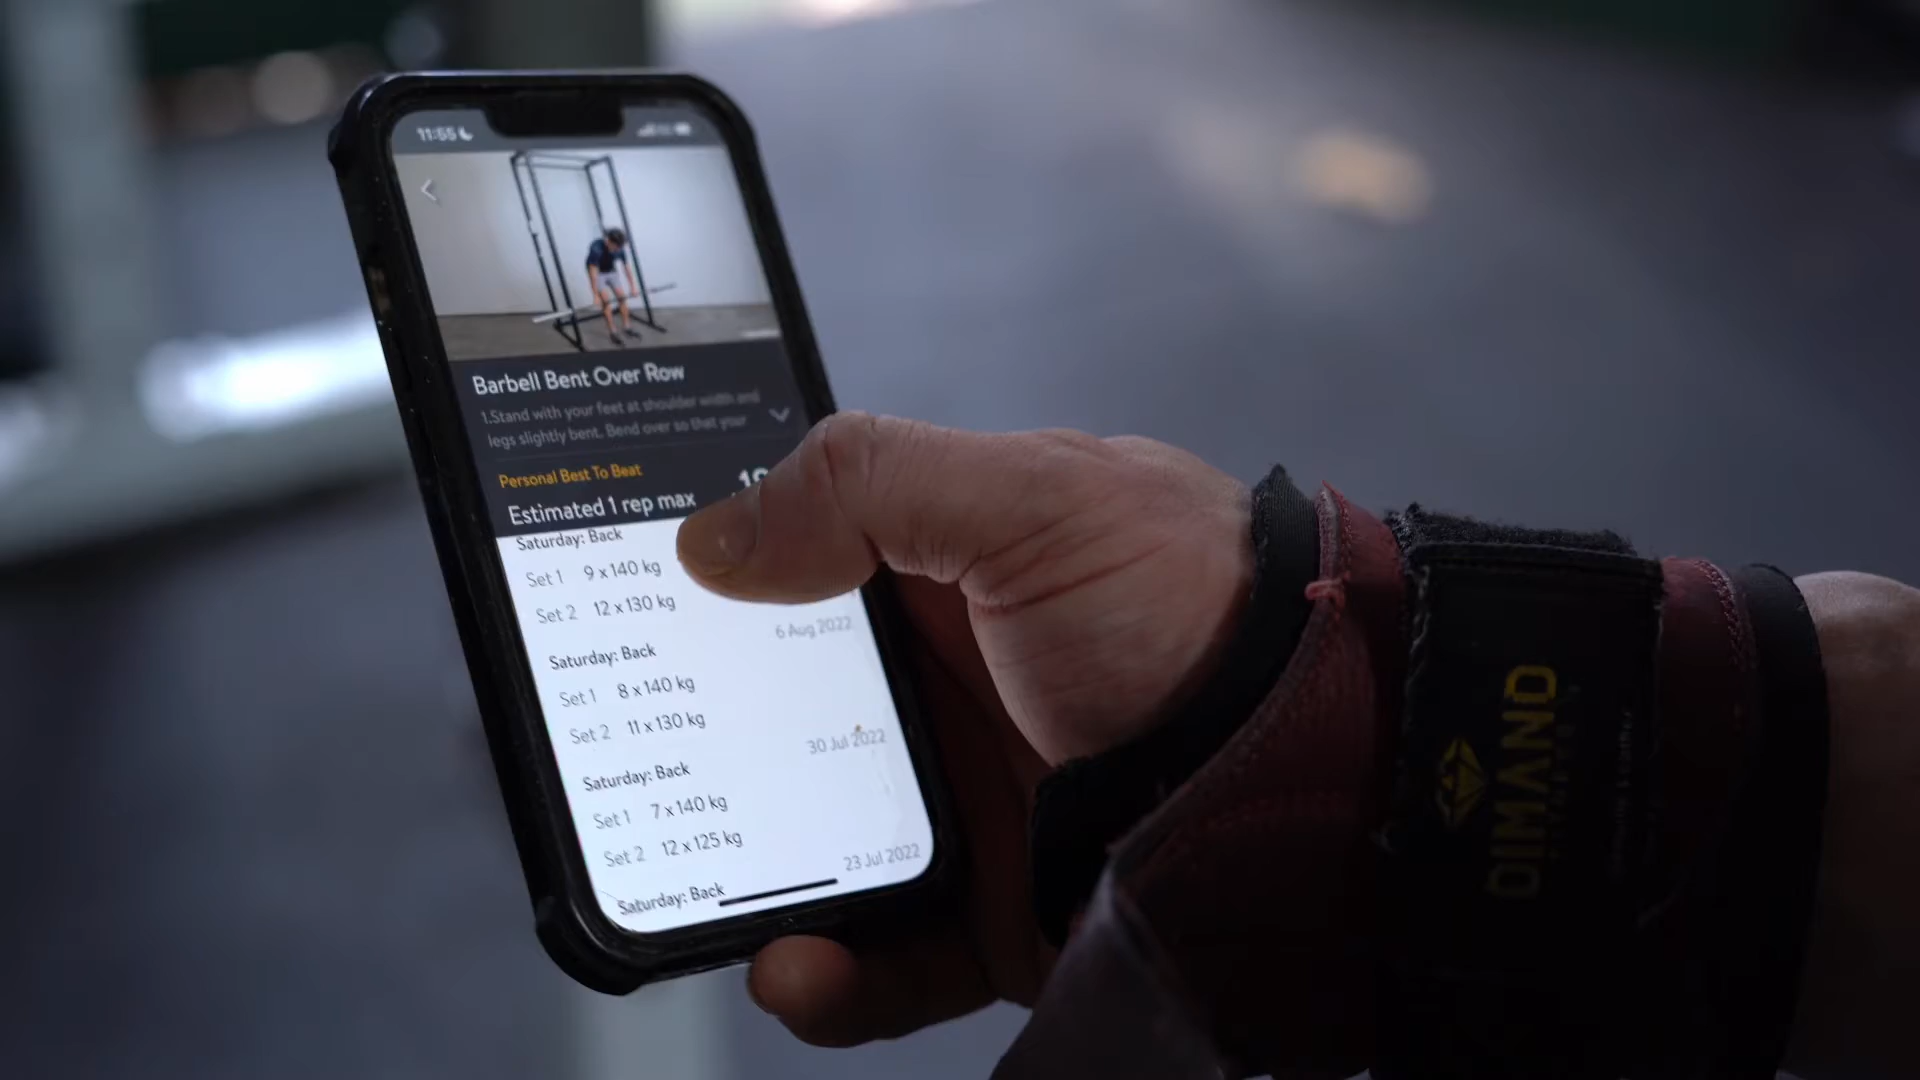 11:55
Barbell Bent Over Row
1.Stand with your feet at shoulder width and
legs slightly bent. Bend over so that your
Personal Best To Beat
Estimated 1 rep max
Saturday: Back
Set 1 9 x 140 kg
Set 2 12 x 130 kg
6 Aug 2022
Saturday: Back
Set 1 8 x 140 kg
Set 2 11 x 130 kg
30 Jul 2022
Saturday: Back
Set 1 7 x 140 kg
Set 2 12 x 125 kg
23 Jul 2022
Saturday: Back
DIMAND